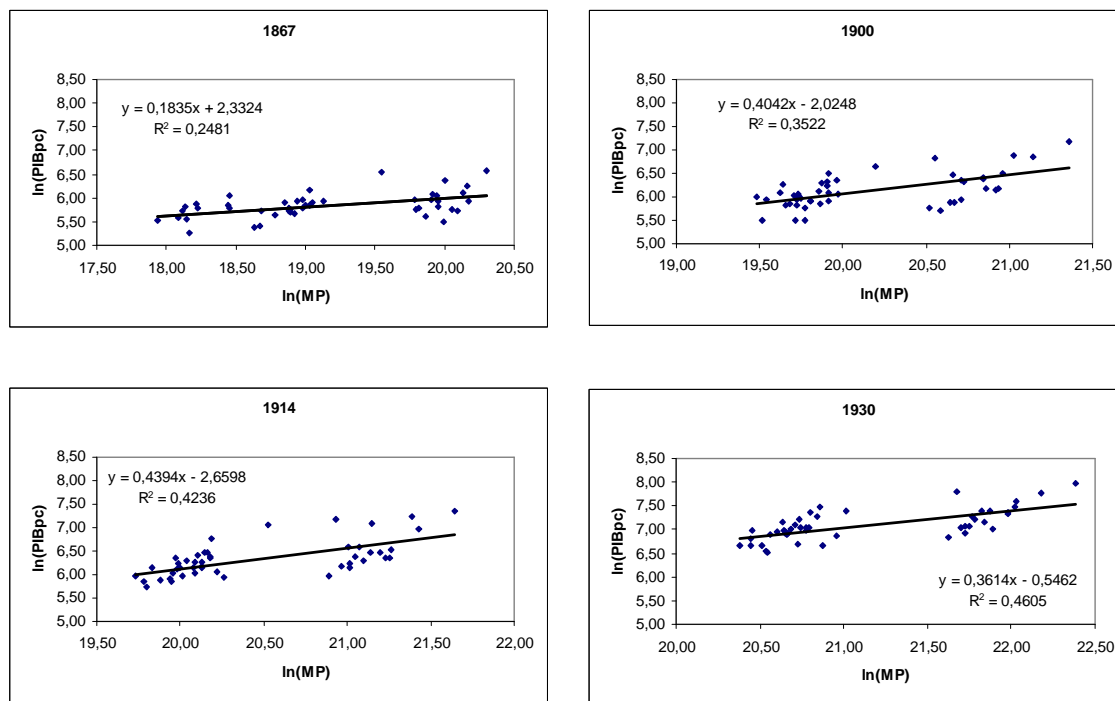 1867
8,50
8,00
7,50
7,00
6,50
6,00
5,50
5,00
ln(PIBpc)
y = 0,1835x + 2,3324
R² = 0,2481
17,50 18,00 18,50 19,00 19,50 20,00 20,50
ln(MP)
1900
8,50
8,00
7,50
7,00
6,50
6,00
5,50
5,00
ln(PIBpc)
y = 0,4042x - 2,0248
R² = 0,3522
19,00 19,50 20,00 20,50 21,00 21,50
ln(MP)
1914
8,50
8,00
7,50
7,00
6,50
6,00
5,50
5,00
ln(PIBpc)
y = 0,4394x - 2,6598
R² = 0,4236
19,50 20,00 20,50 21,00 21,50 22,00
ln(MP)
1930
8,50
8,00
7,50
7,00
6,50
6,00
5,50
5,00
ln(PIBpc)
y = 0,3614x - 0,5462
R² = 0,4605
20,00 20,50 21,00 21,50 22,00 22,50
ln(MP)